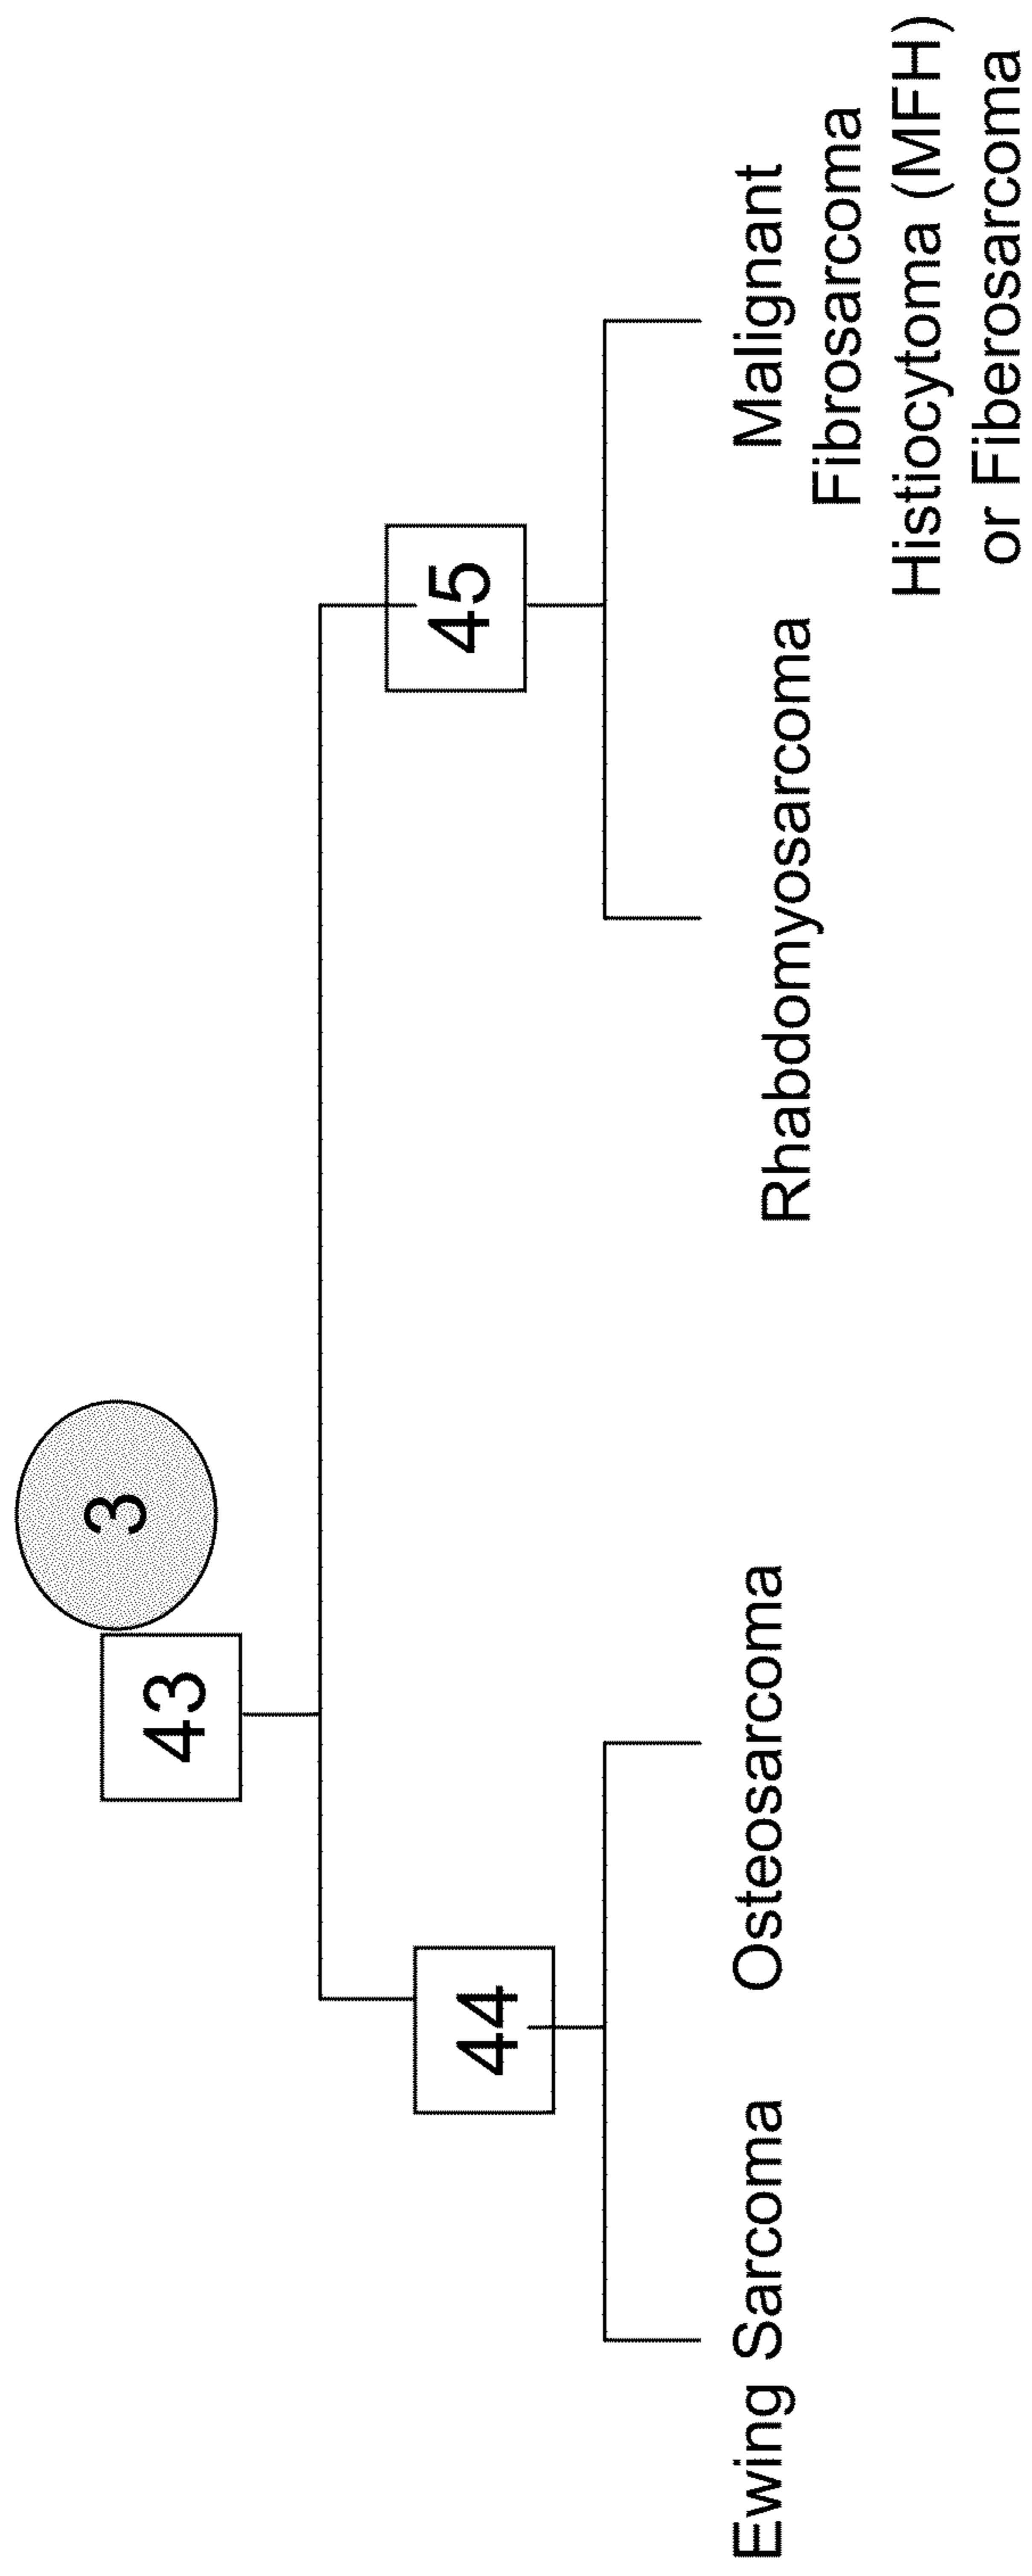 3
43
44
45
Ewing Sarcoma
Osteosarcoma
Rhabdomyosarcoma
Malignant
Fibrosarcoma
Histiocytoma (MFH)
or Fiberosarcoma